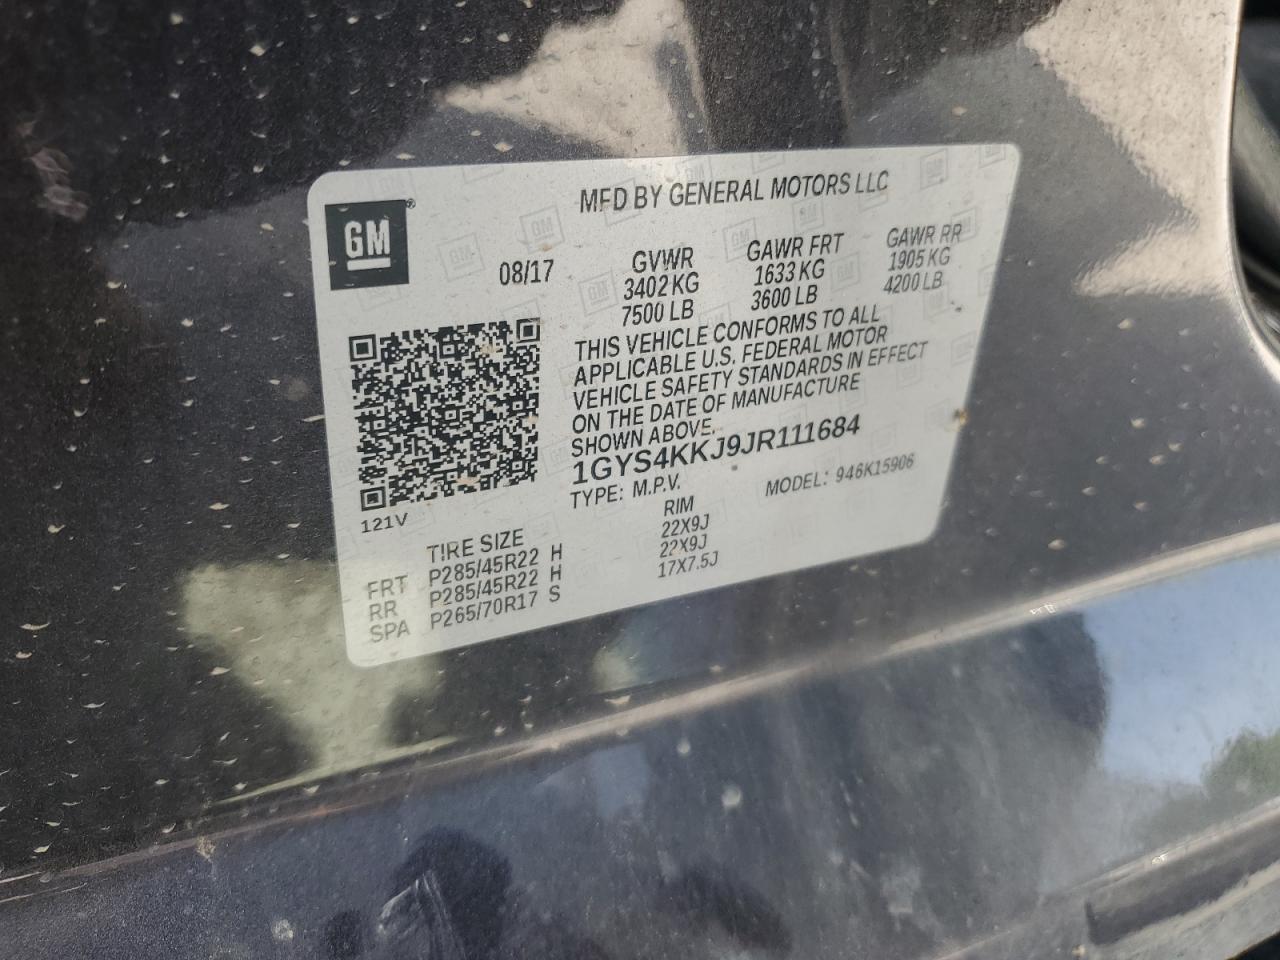 GM
MFD BY GENERAL MOTORS LLC
08/17
GVWR GAWR FRT GAWR RR
3402 KG 1633 KG 1905 KG
7500 LB 3600 LB 4200 LB
THIS VEHICLE CONFORMS TO ALL
APPLICABLE U.S. FEDERAL MOTOR
VEHICLE SAFETY STANDARDS IN EFFECT
ON THE DATE OF MANUFACTURE
SHOWN ABOVE.
1GYS4KKJ9JR111684
TYPE: M.P.V. MODEL: 946K15906
121V
TIRE SIZE RIM
FRT P285/45R22 H 22X9J
RR P285/45R22 H 22X9J
SPA P265/70R17 S 17X7.5J